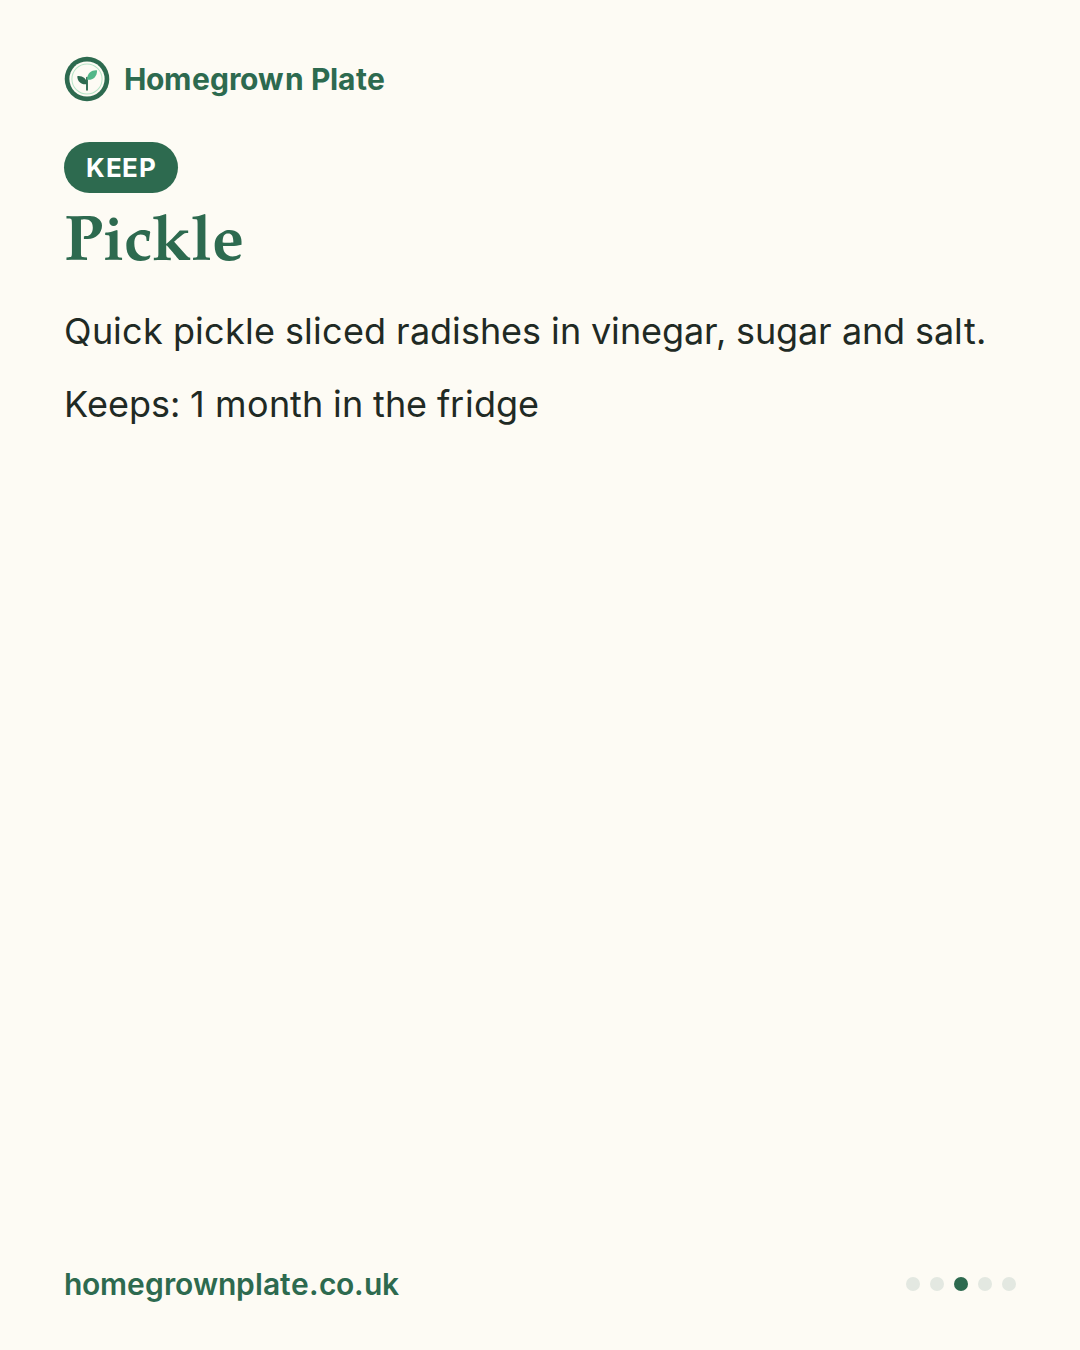 Homegrown Plate
KEEP
Pickle
Quick pickle sliced radishes in vinegar, sugar and salt.
Keeps: 1 month in the fridge
homegrownplate.co.uk